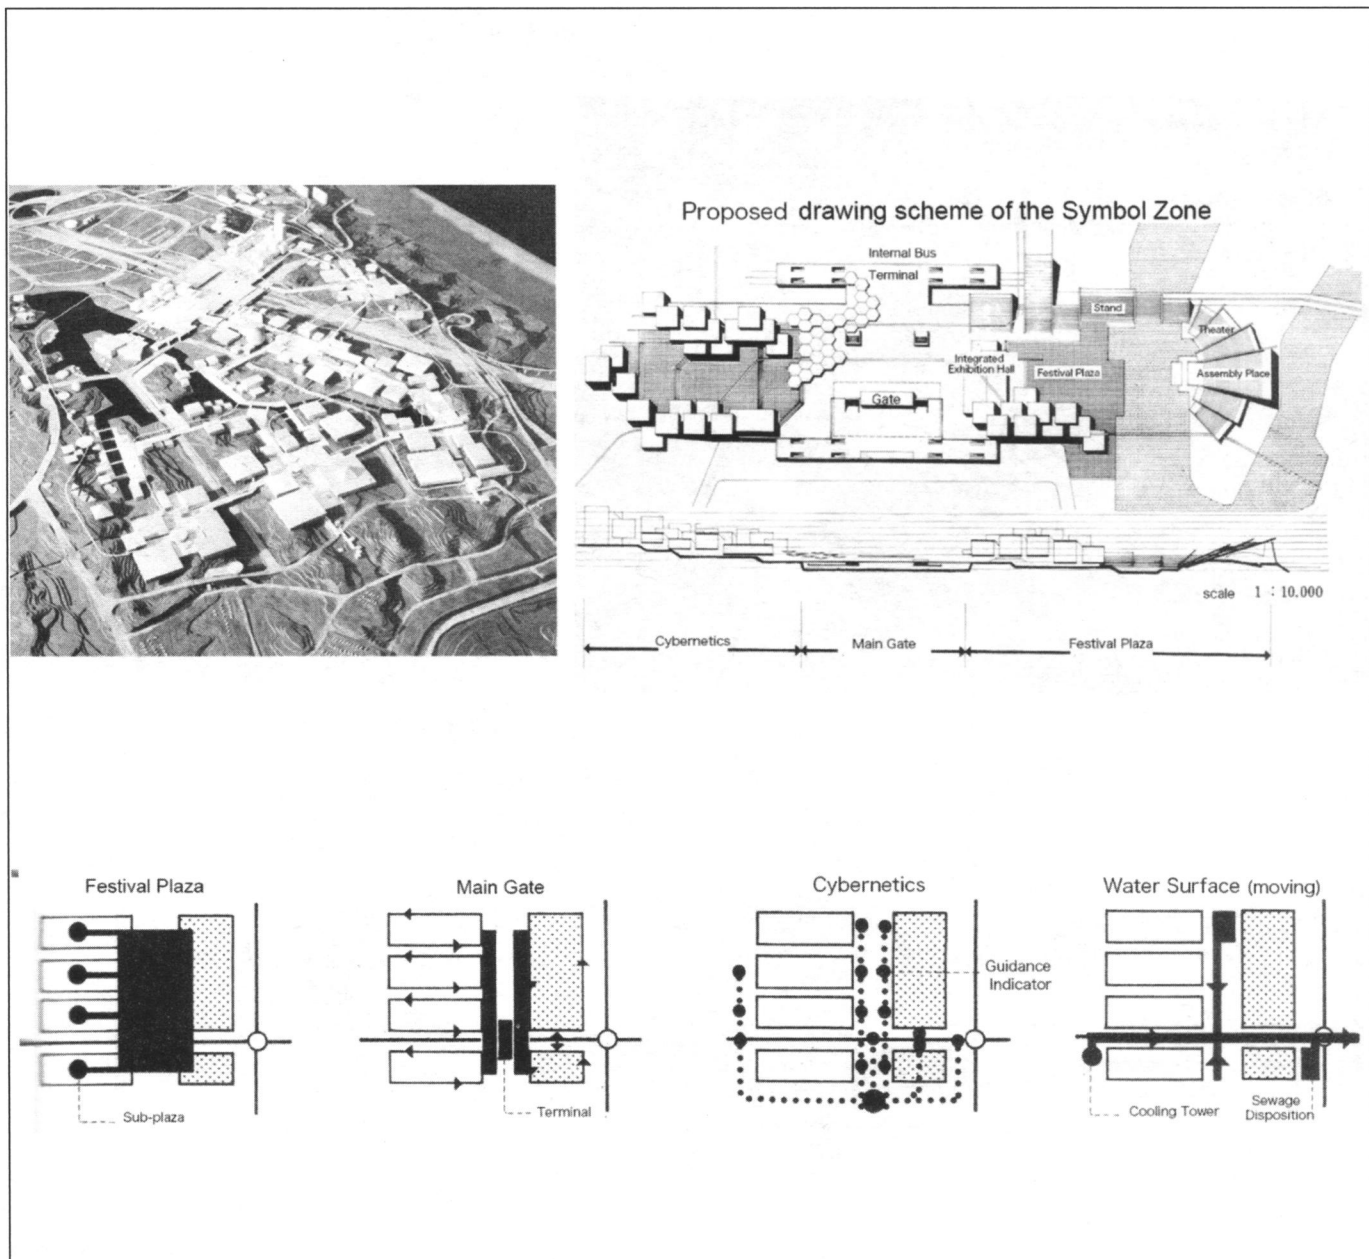 Proposed drawing scheme of the Symbol Zone
Internal Bus
Terminal
Stand
Theater
Integrated
Exhibition Hall
Festival Plaza
Assembly Place
Gate
scale 1 : 10.000
Cybernetics
Main Gate
Festival Plaza
Festival Plaza
Sub-plaza
Main Gate
Terminal
Cybernetics
Guidance
Indicator
Water Surface (moving)
Cooling Tower
Sewage
Disposition